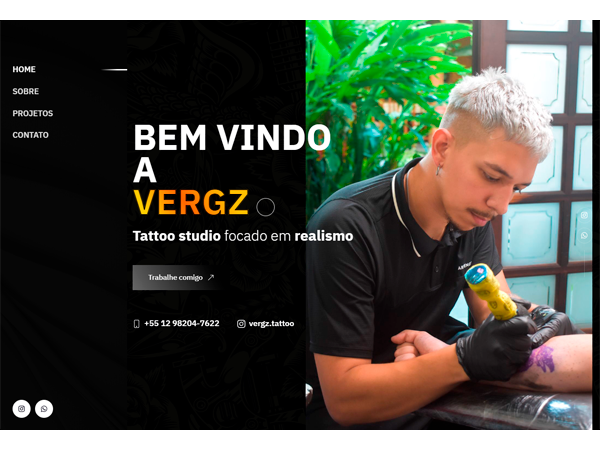 HOME
SOBRE
PROJETOS
CONTATO
BEM VINDO
A
VERGZ
Tattoo studio focado em realismo
Trabalhe comigo
+55 12 98204-7622
vergz.tattoo